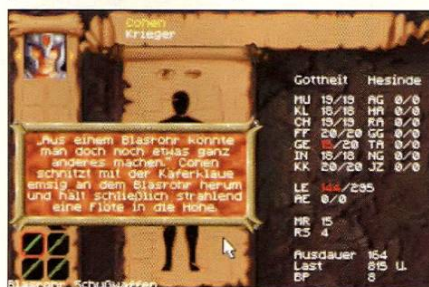 Cohen
Krieger
„Aus einem Blasrohr könnte
man doch noch etwas ganz
anderes machen." Cohen
schnitzt mit der Käferklaue
emsig an dem Blasrohr herum
und hält schließlich strahlend
eine Flöte in die Höhe
Blasrohr Schußwaffen
Gottheit Hesinde
MU 19/19 AG 0/0
KL 18/18 HA 0/0
CH 19/19 RA 0/0
FF 20/20 GG 0/0
GE 15/20 TA 0/0
IN 18/18 NG 0/0
KK 20/20 JZ 0/0
LE 144/295
AE 0/0
MR 15
RS 4
Ausdauer 164
Last 815 U.
BP 8